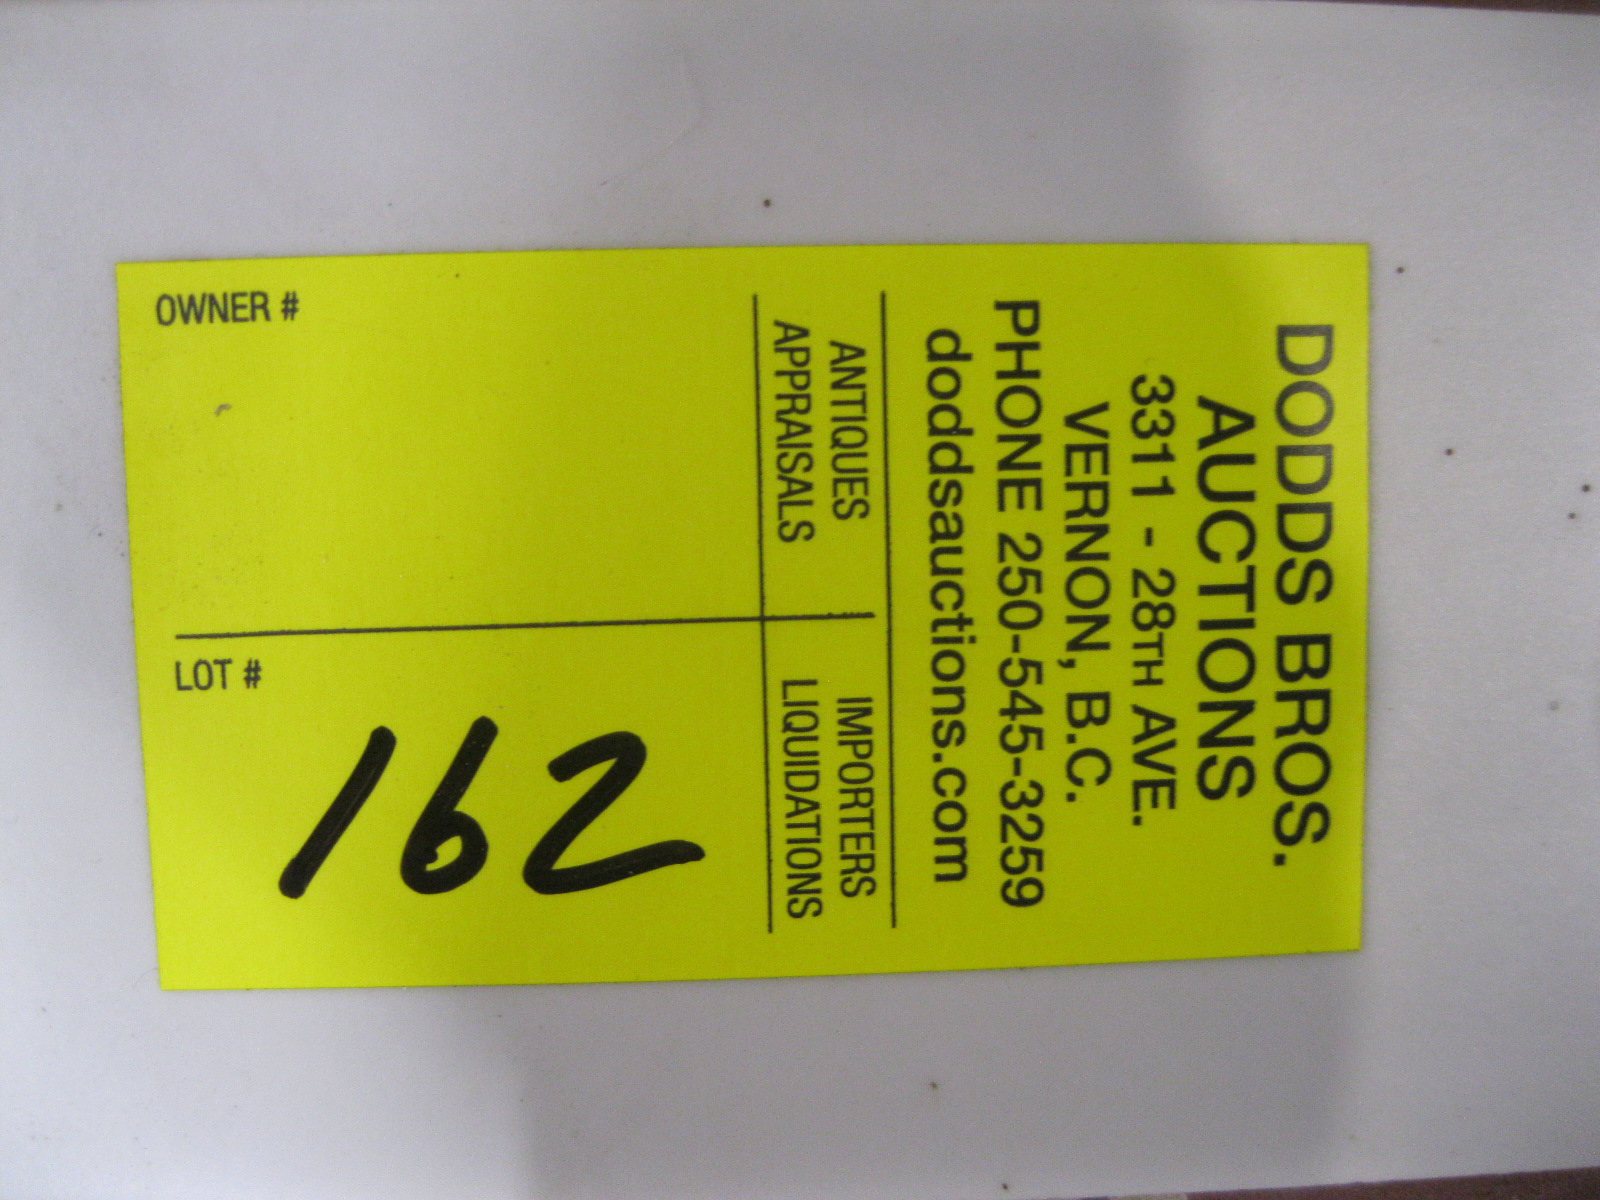 DODDS BROS.
AUCTIONS
3311 - 28TH AVE.
VERNON, B.C.
PHONE 250-545-3259
doddsauctions.com
ANTIQUES
APPRAISALS
IMPORTERS
LIQUIDATIONS
OWNER #
LOT #
162